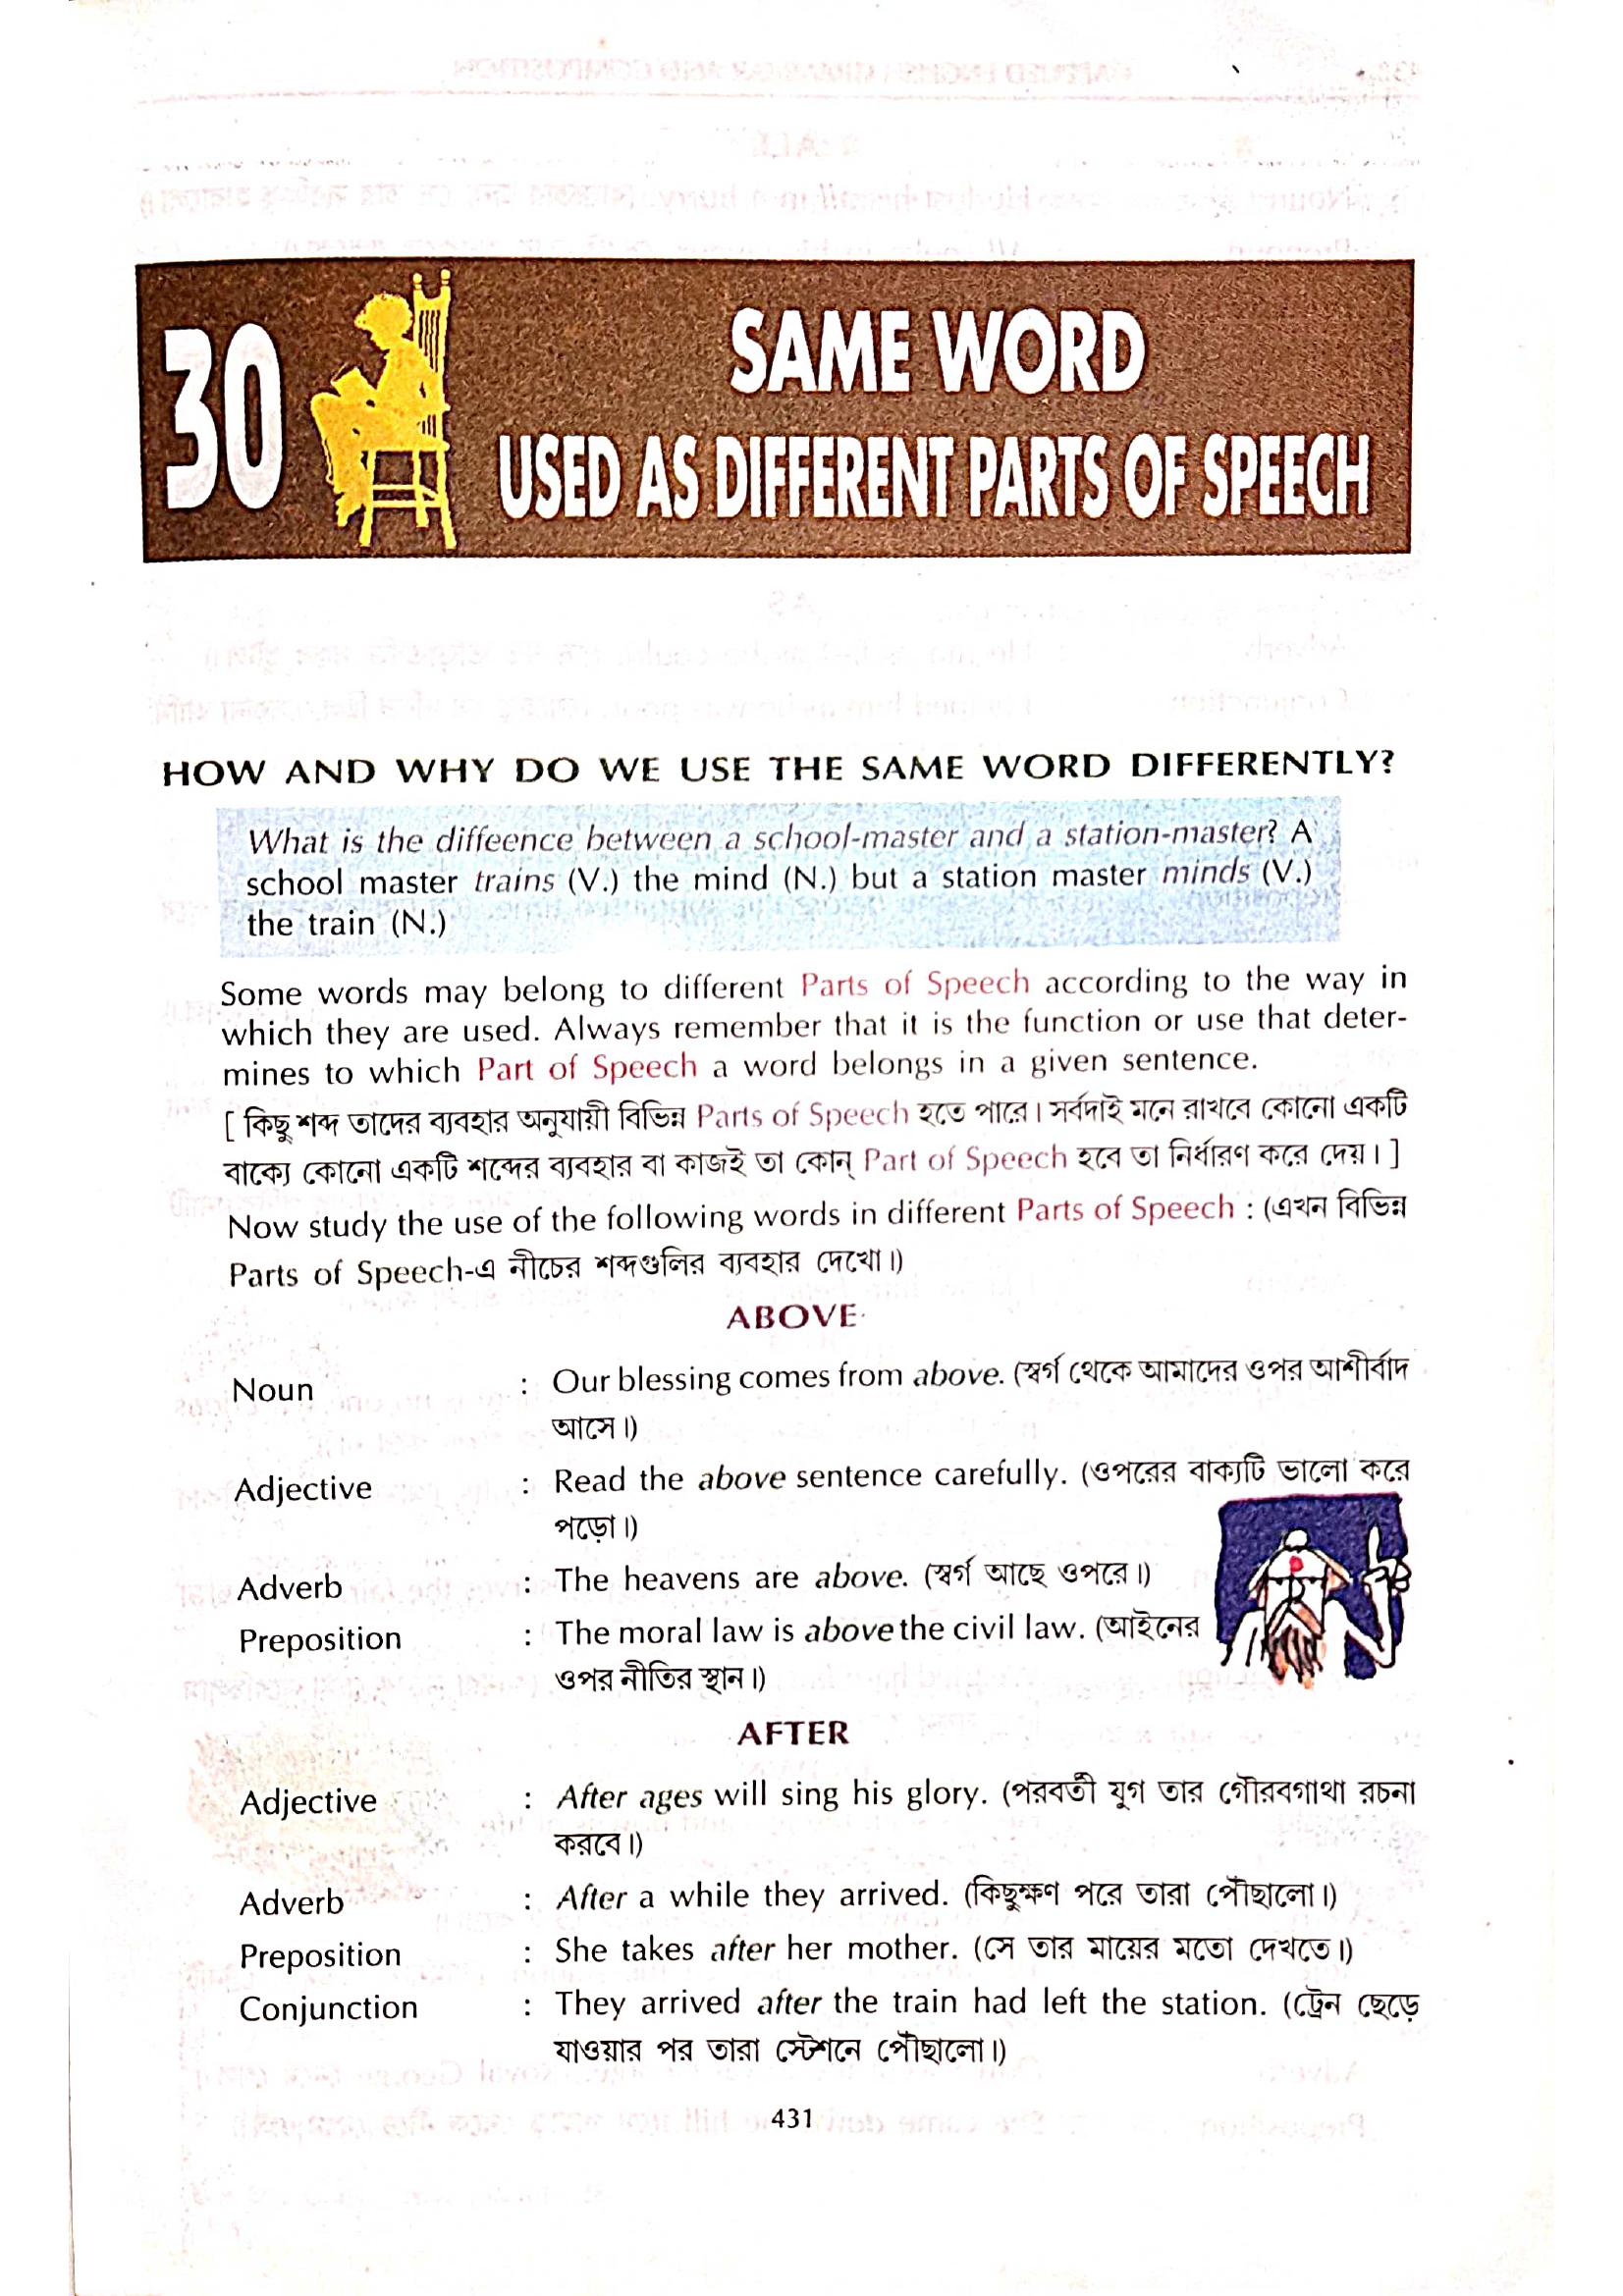 30
SAME WORD
USED AS DIFFERENT PARTS OF SPEECH
HOW AND WHY DO WE USE THE SAME WORD DIFFERENTLY?
What is the diffeence between a school-master and a station-master? A
school master trains (V.) the mind (N.) but a station master minds (V.)
the train (N.)
Some words may belong to different Parts of Speech according to the way in
which they are used. Always remember that it is the function or use that deter-
mines to which Part of Speech a word belongs in a given sentence.
[ কিছু শব্দ তাদের ব্যবহার অনুযায়ী বিভিন্ন Parts of Speech হতে পারে। সর্বদাই মনে রাখবে কোনো একটি
বাক্যে কোনো একটি শব্দের ব্যবহার বা কাজই তা কোন্ Part of Speech হবে তা নির্ধারণ করে দেয়। ]
Now study the use of the following words in different Parts of Speech : (এখন বিভিন্ন
Parts of Speech-এ নীচের শব্দগুলির ব্যবহার দেখো।)
ABOVE
Noun : Our blessing comes from above. (স্বর্গ থেকে আমাদের ওপর আশীর্বাদ
আসে।)
Adjective : Read the above sentence carefully. (ওপরের বাক্যটি ভালো করে
পড়ো।)
Adverb : The heavens are above. (স্বর্গ আছে ওপরে।)
Preposition : The moral law is above the civil law. (আইনের
ওপর নীতির স্থান।)
AFTER
Adjective : After ages will sing his glory. (পরবর্তী যুগ তার গৌরবগাথা রচনা
করবে।)
Adverb : After a while they arrived. (কিছুক্ষণ পরে তারা পৌঁছালো।)
Preposition : She takes after her mother. (সে তার মায়ের মতো দেখতে।)
Conjunction : They arrived after the train had left the station. (ট্রেন ছেড়ে
যাওয়ার পর তারা স্টেশনে পৌঁছালো।)
431